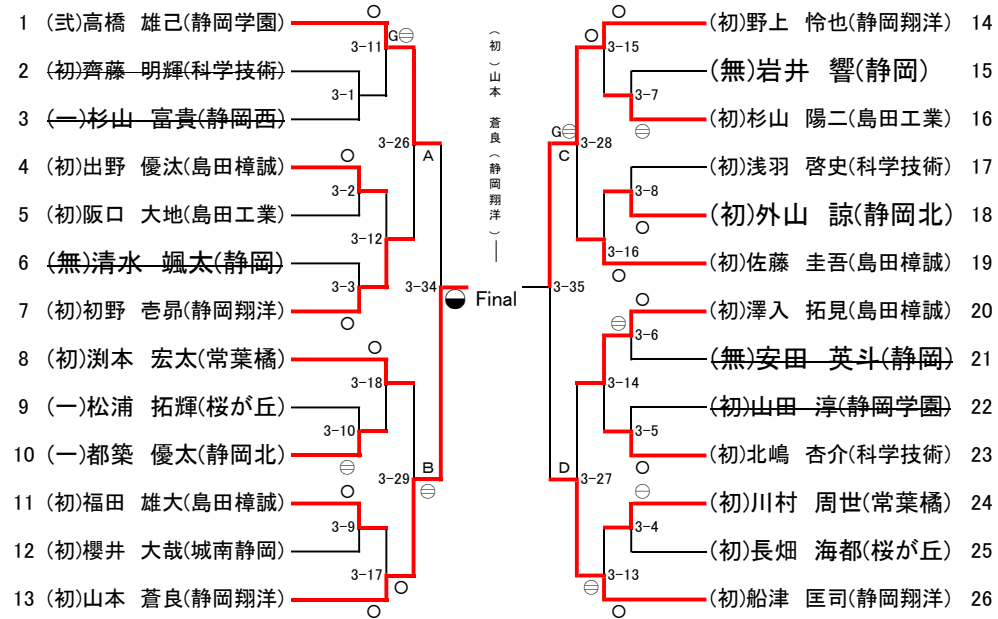 1 (弐)高橋 雄己(静岡学園)
2 (初)齊藤 明輝(科学技術)
3 (一)杉山 富貴(静岡西)
4 (初)出野 優汰(島田樟誠)
5 (初)阪口 大地(島田工業)
6 (無)清水 颯太(静岡)
7 (初)初野 壱昴(静岡翔洋)
8 (初)渕本 宏太(常葉橘)
9 (一)松浦 拓輝(桜が丘)
10 (一)都築 優太(静岡北)
11 (初)福田 雄大(島田樟誠)
12 (初)櫻井 大哉(城南静岡)
13 (初)山本 蒼良(静岡翔洋)
3-11
G
3-1
3-26
A
3-2
3-12
3-3
3-34
3-18
3-10
3-29
B
3-9
3-17
(初)山本 蒼良(静岡翔洋)
Final
3-15
3-7
G
C
3-28
3-8
3-16
3-35
3-6
3-14
3-5
D
3-27
3-4
3-13
(初)野上 怜也(静岡翔洋) 14
(無)岩井 響(静岡) 15
(初)杉山 陽二(島田工業) 16
(初)浅羽 啓史(科学技術) 17
(初)外山 諒(静岡北) 18
(初)佐藤 圭吾(島田樟誠) 19
(初)澤入 拓見(島田樟誠) 20
(無)安田 英斗(静岡) 21
(初)山田 淳(静岡学園) 22
(初)北嶋 杏介(科学技術) 23
(初)川村 周世(常葉橘) 24
(初)長畑 海都(桜が丘) 25
(初)船津 匡司(静岡翔洋) 26